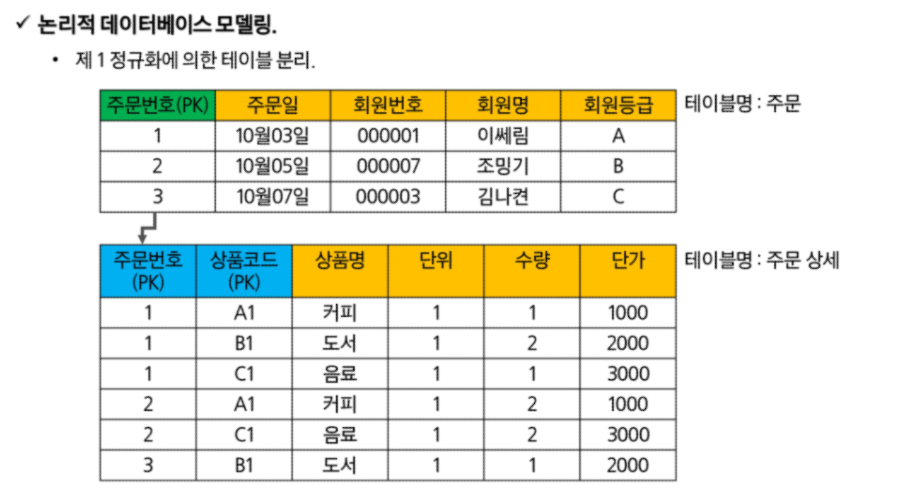 ✓ 논리적 데이터베이스 모델링.
• 제 1 정규화에 의한 테이블 분리.
주문번호(PK) 주문일 회원번호 회원명 회원등급 테이블명 : 주문
1 10월03일 000001 이쎄림 A
2 10월05일 000007 조밍기 B
3 10월07일 000003 김나켠 C
주문번호 상품코드 상품명 단위 수량 단가 테이블명 : 주문 상세
(PK) (PK)
1 A1 커피 1 1 1000
1 B1 도서 1 2 2000
1 C1 음료 1 1 3000
2 A1 커피 1 2 1000
2 C1 음료 1 2 3000
3 B1 도서 1 1 2000